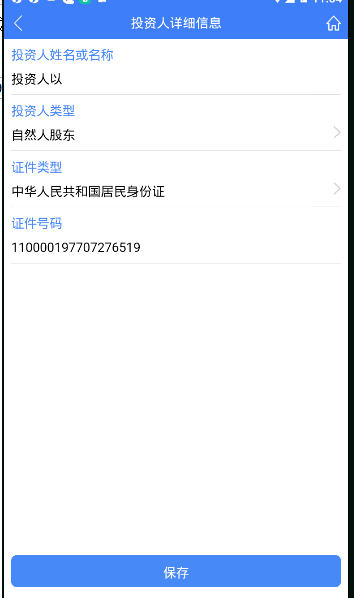 投资人详细信息
投资人姓名或名称
投资人以
投资人类型
自然人股东
证件类型
中华人民共和国居民身份证
证件号码
110000197707276519
保存